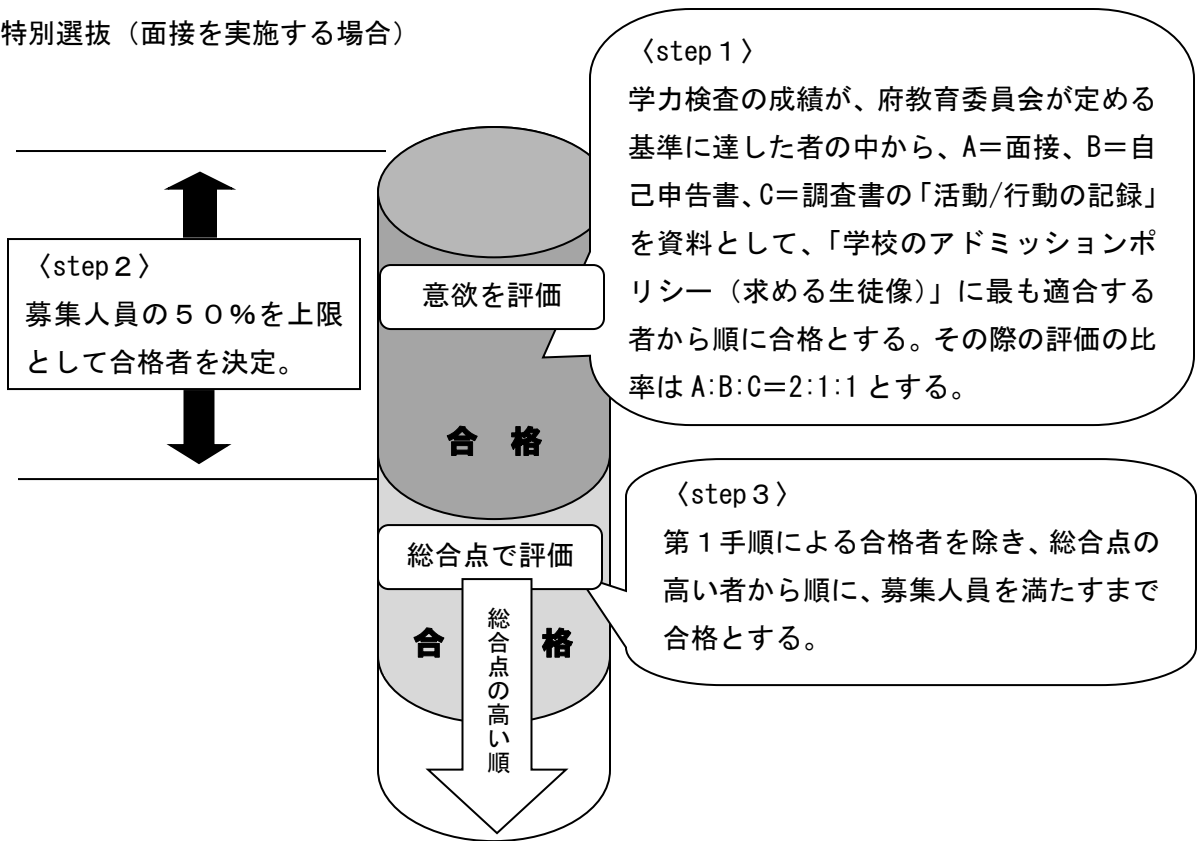 特別選抜（面接を実施する場合）
〈step１〉
学力検査の成績が、府教育委員会が定める
基準に達した者の中から、A＝面接、B＝自
己申告書、C＝調査書の「活動/行動の記録」
を資料として、「学校のアドミッションポ
リシー（求める生徒像）」に最も適合する
者から順に合格とする。その際の評価の比
率は A:B:C＝2:1:1 とする。
〈step２〉
募集人員の５０％を上限
として合格者を決定。
意欲を評価
合　格
〈step３〉
第１手順による合格者を除き、総合点の
高い者から順に、募集人員を満たすまで
合格とする。
総合点で評価
合　格
総合点の高い順